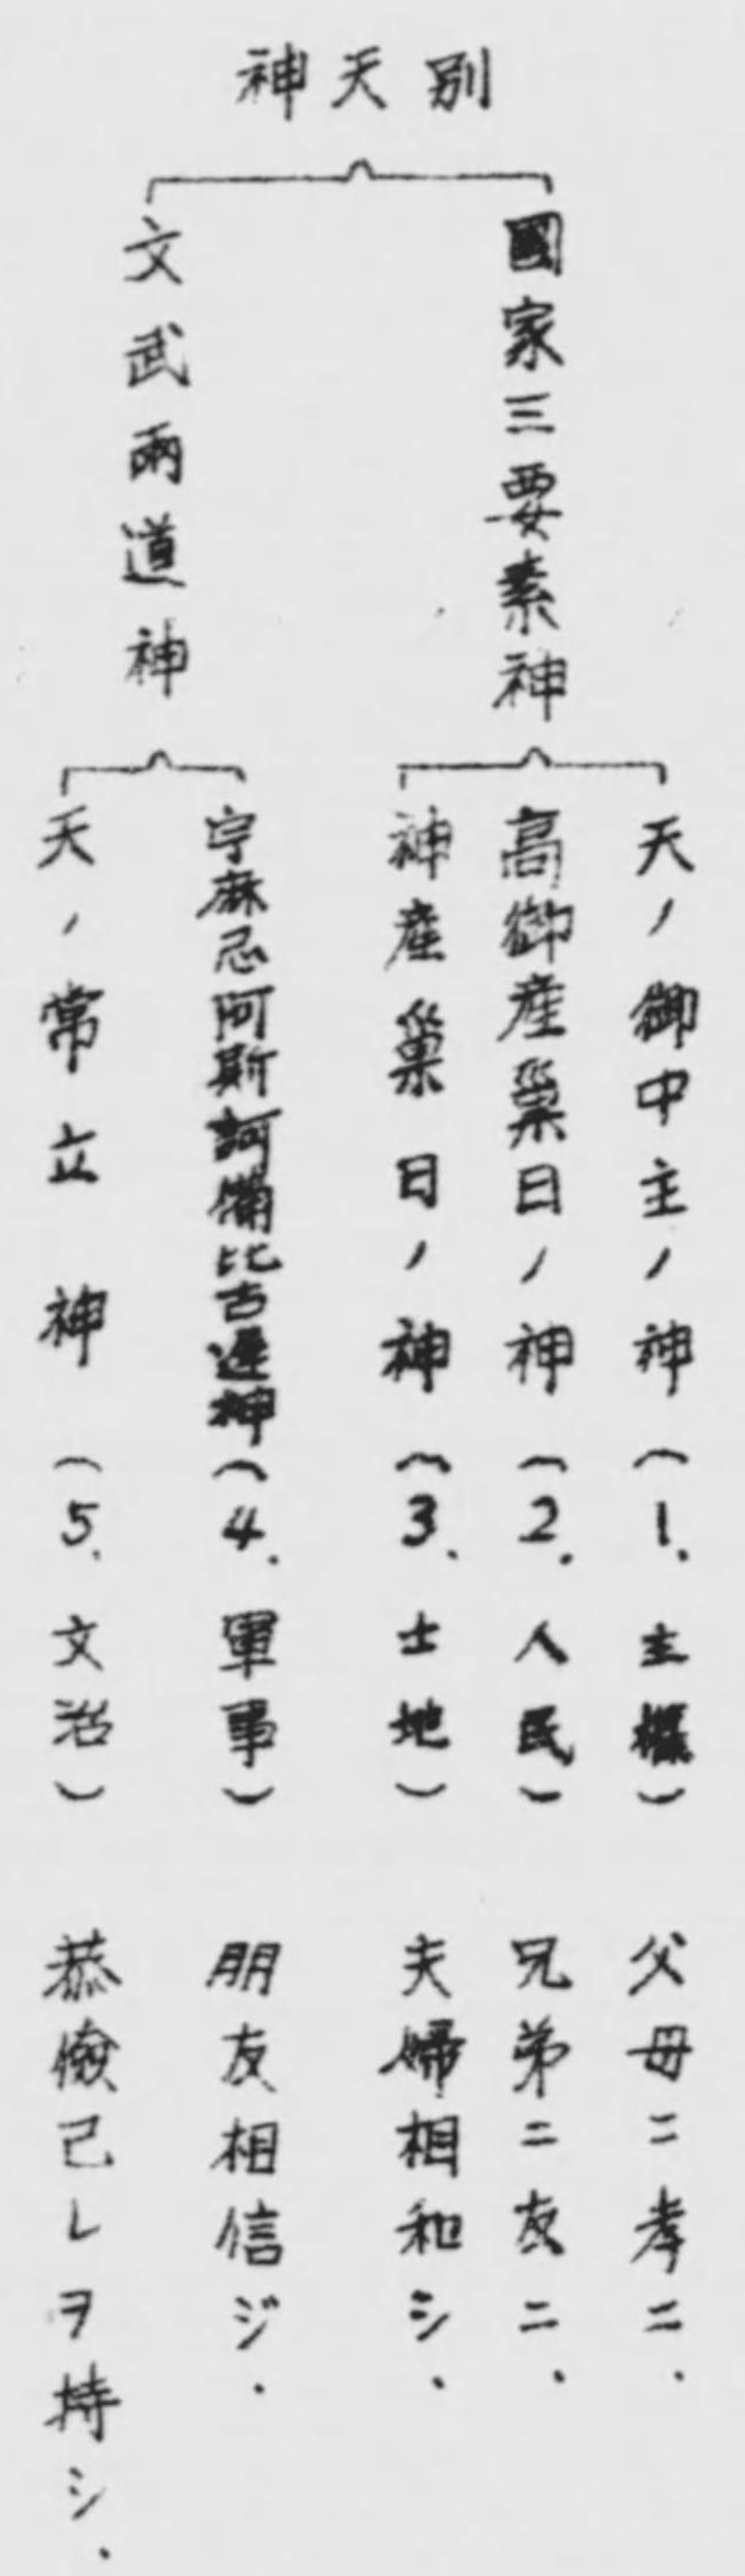 別天神
國家三要素神
天ノ御中主ノ神(1. 主權)
父母ニ孝ニ.
高御産巣日ノ神(2. 人民)
兄弟ニ友ニ.
神産巣日ノ神(3. 土地)
夫婦相和シ.
文武両道神
宇麻忌阿斯訶備比古遅神(4. 軍事)
朋友相信ジ.
天ノ常立神(5. 文治)
恭儉己レヲ持シ.